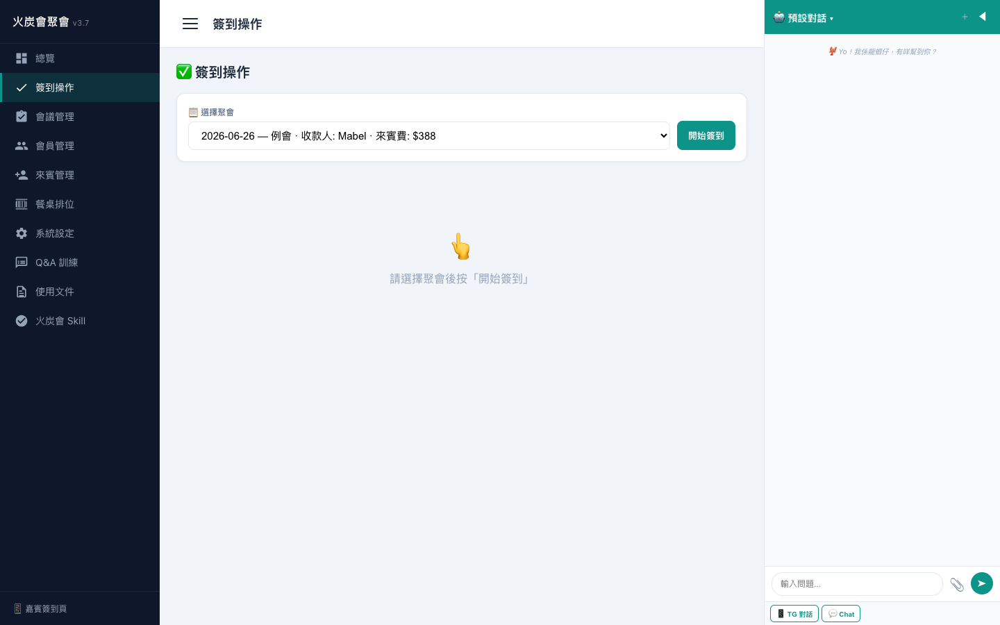 火炭會聚會 v3.7
總覽
簽到操作
會議管理
會員管理
來賓管理
餐桌排位
系統設定
Q&A 訓練
使用文件
火炭會 Skill
嘉賓簽到頁
簽到操作
簽到操作
選擇聚會
2026-06-26 — 例會 · 收款人: Mabel · 來賓費: $388
開始簽到
請選擇聚會後按「開始簽到」
預設對話 ▾
+
Yo！我係龍蝦仔，有咩幫到你？
輸入問題...
TG 對話
Chat